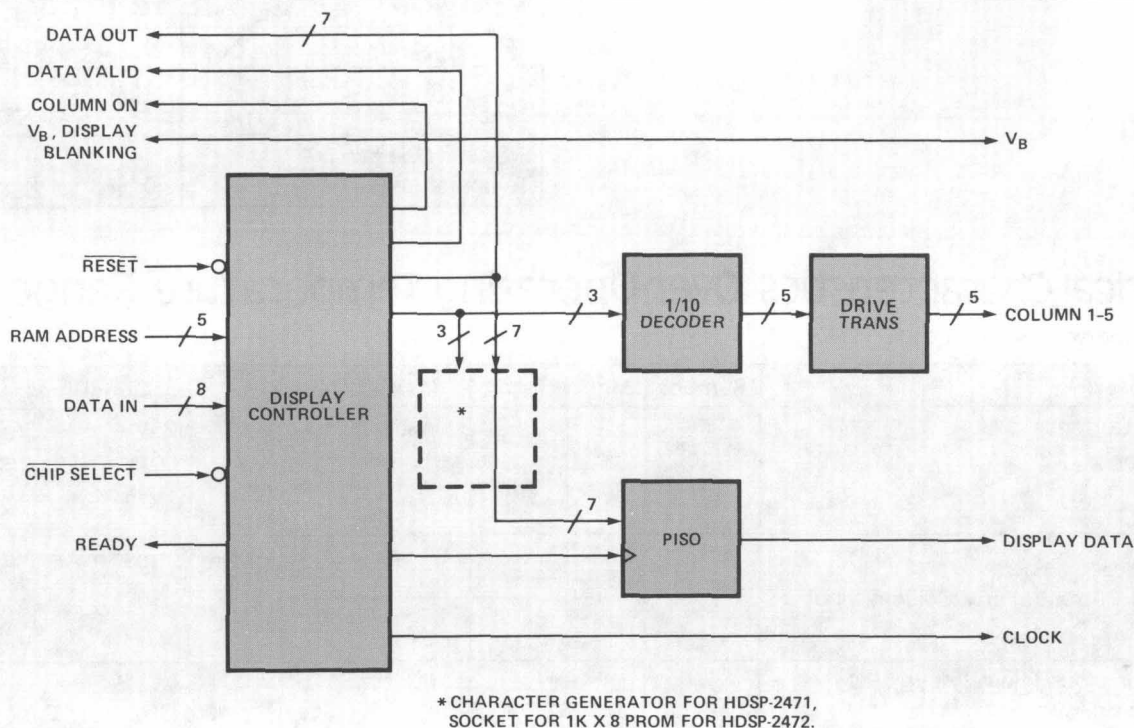 DATA OUT
7
DATA VALID
COLUMN ON
V_B, DISPLAY
BLANKING
V_B
RESET
RAM ADDRESS
5
DATA IN
8
CHIP SELECT
READY
DISPLAY
CONTROLLER
3
7
*
3
1/10
DECODER
5
DRIVE
TRANS
5
COLUMN 1–5
7
PISO
DISPLAY DATA
CLOCK
* CHARACTER GENERATOR FOR HDSP-2471,
SOCKET FOR 1K X 8 PROM FOR HDSP-2472.